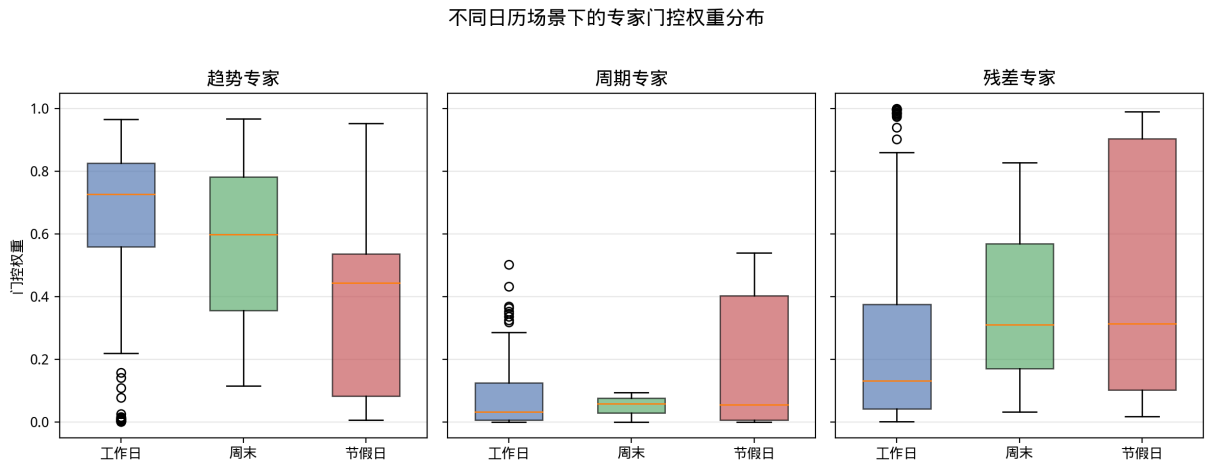 不同日历场景下的专家门控权重分布
趋势专家
周期专家
残差专家
门控权重
1.0
0.8
0.6
0.4
0.2
0.0
工作日 周末 节假日
工作日 周末 节假日
工作日 周末 节假日